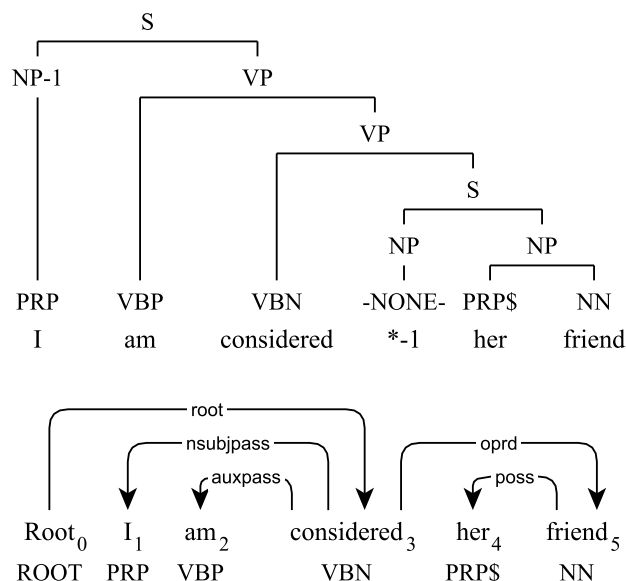 S
NP-1 VP
VP
S
NP NP
PRP VBP VBN -NONE- PRP$ NN
I am considered *-1 her friend
root
nsubjpass oprd
auxpass poss
Root0 I1 am2 considered3 her4 friend5
ROOT PRP VBP VBN PRP$ NN